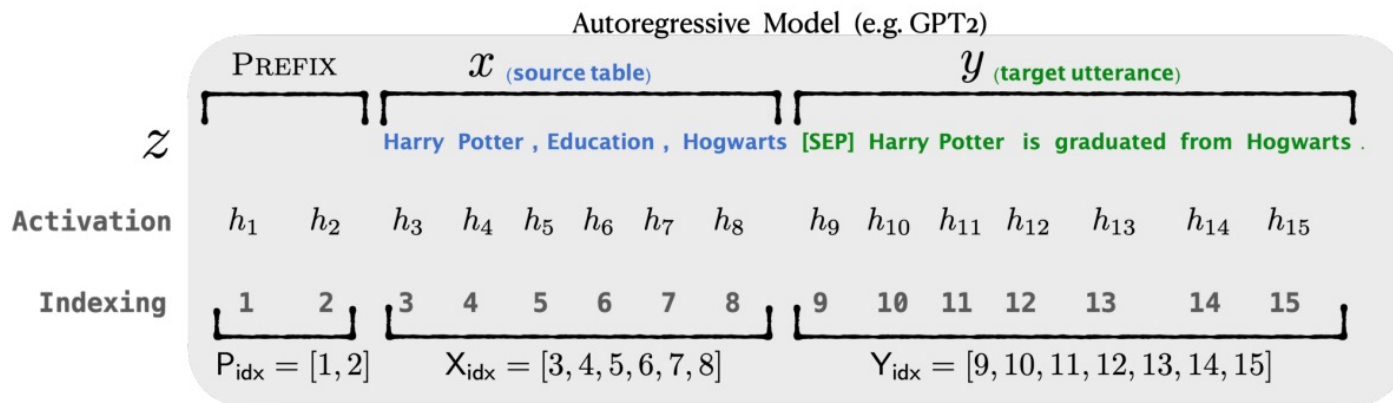 Autoregressive Model (e.g. GPT2)
PREFIX x (source table) y (target utterance)
z Harry Potter , Education , Hogwarts [SEP] Harry Potter is graduated from Hogwarts .
Activation h₁ h₂ h₃ h₄ h₅ h₆ h₇ h₈ h₉ h₁₀ h₁₁ h₁₂ h₁₃ h₁₄ h₁₅
Indexing 1 2 3 4 5 6 7 8 9 10 11 12 13 14 15
P_idx = [1, 2] X_idx = [3, 4, 5, 6, 7, 8] Y_idx = [9, 10, 11, 12, 13, 14, 15]